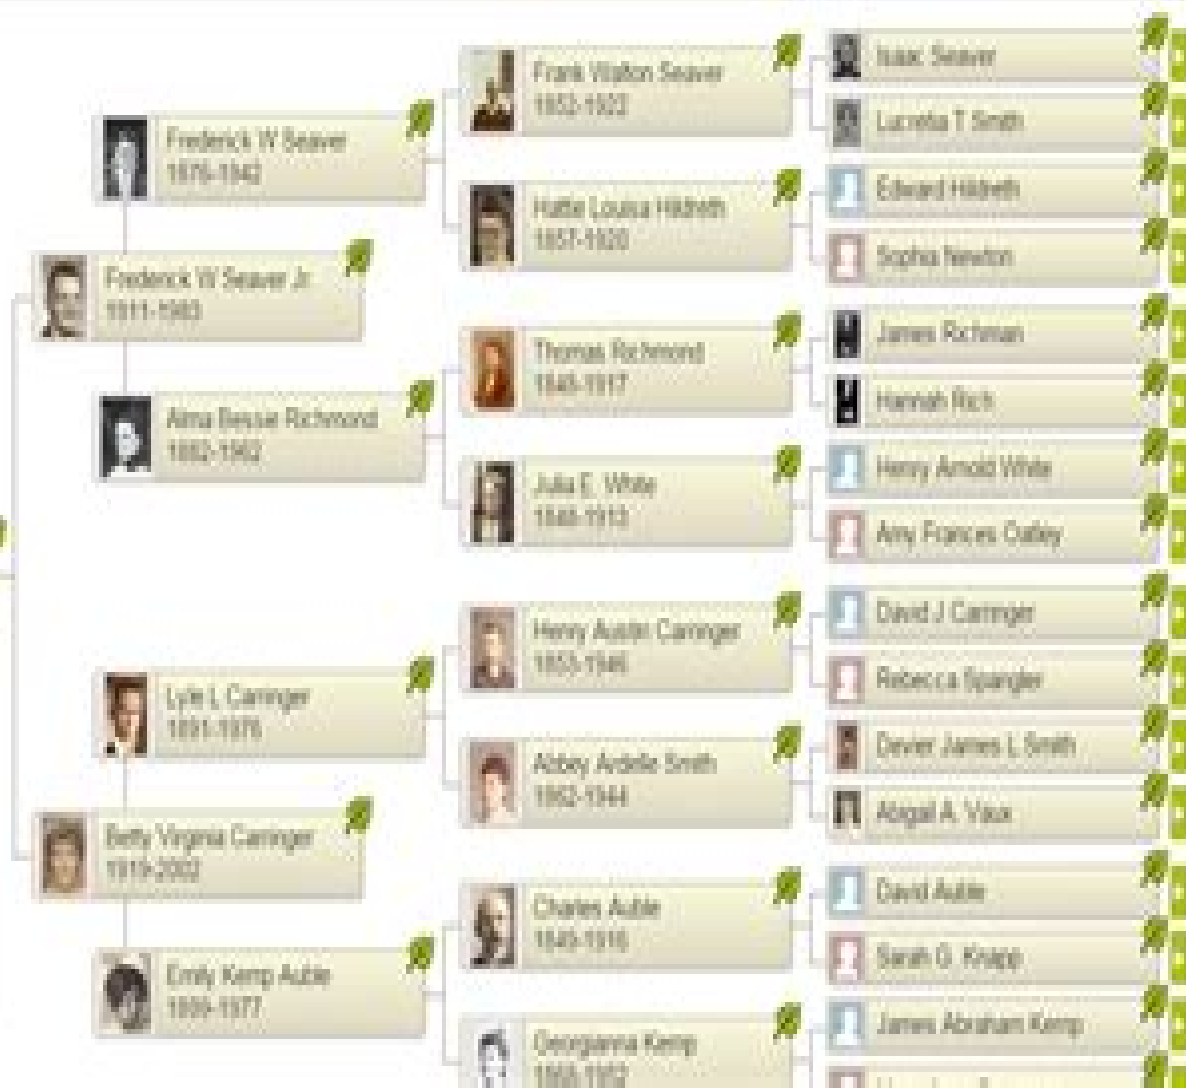 Frank Walton Seaver
1852-1922
Isaac Seaver
Lucretia T Smith
Frederick W Seaver
1876-1942
Hattie Louisa Hildreth
1857-1920
Edward Hildreth
Sophia Newton
Frederick W Seaver Jr.
1911-1983
Thomas Richmond
1848-1917
James Richman
Hannah Rich
Alma Bessie Richmond
1882-1962
Julia E. White
1848-1913
Henry Arnold White
Amy Frances Oatley
Henry Austin Carringer
1853-1946
David J Carringer
Rebecca Spangler
Lyle L Carringer
1891-1976
Abbey Ardelle Smith
1862-1944
Devier James L Smith
Abigail A. Vaux
Betty Virginia Carringer
1919-2002
Charles Auble
1849-1916
David Auble
Sarah G. Knapp
Emily Kemp Auble
1899-1977
Georgianna Kemp
1868-1952
James Abraham Kemp